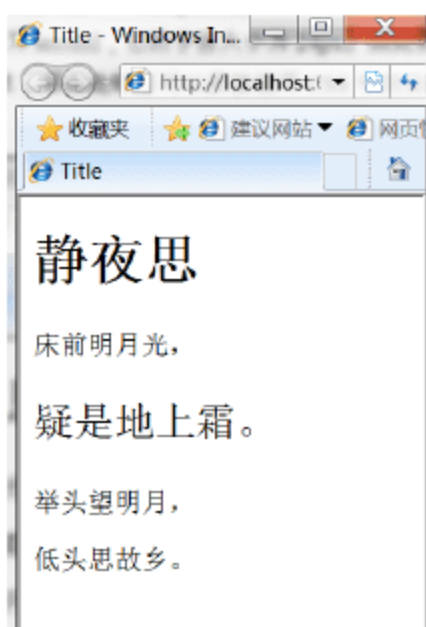 Title - Windows In...
http://localhost:
收藏夹 建议网站 网页
Title
静夜思
床前明月光，
疑是地上霜。
举头望明月，
低头思故乡。